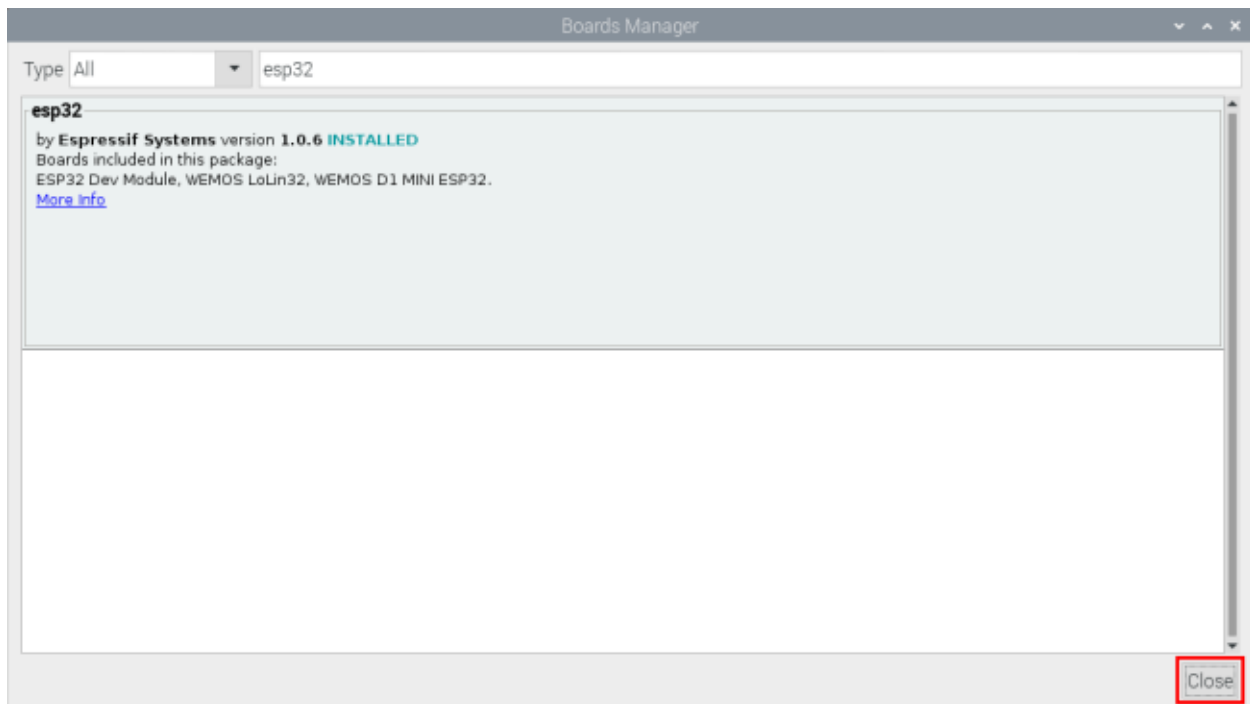 Boards Manager
Type All esp32
esp32
by Espressif Systems version 1.0.6 INSTALLED
Boards included in this package:
ESP32 Dev Module, WEMOS LoLin32, WEMOS D1 MINI ESP32.
More Info
Close